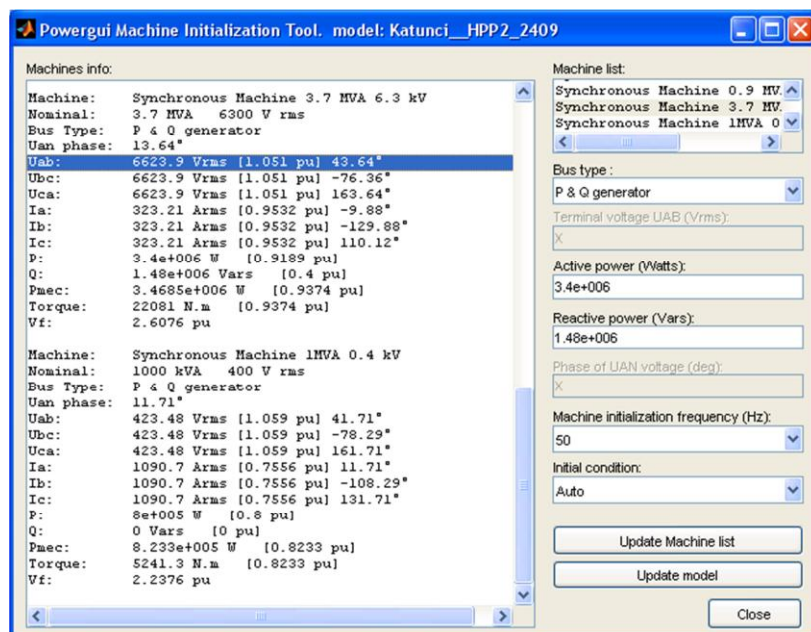 Powergui Machine Initialization Tool. model: Katunci__HPP2_2409
Machines info:
Machine: Synchronous Machine 3.7 MVA 6.3 kV
Nominal: 3.7 MVA 6300 V rms
Bus Type: P & Q generator
Uan phase: 13.64°
Uab: 6623.9 Vrms [1.051 pu] 43.64°
Ubc: 6623.9 Vrms [1.051 pu] -76.36°
Uca: 6623.9 Vrms [1.051 pu] 163.64°
Ia: 323.21 Arms [0.9532 pu] -9.88°
Ib: 323.21 Arms [0.9532 pu] -129.88°
Ic: 323.21 Arms [0.9532 pu] 110.12°
P: 3.4e+006 W [0.9189 pu]
Q: 1.48e+006 Vars [0.4 pu]
Pmec: 3.4685e+006 W [0.9374 pu]
Torque: 22081 N.m [0.9374 pu]
Vf: 2.6076 pu
Machine: Synchronous Machine 1MVA 0.4 kV
Nominal: 1000 kVA 400 V rms
Bus Type: P & Q generator
Uan phase: 11.71°
Uab: 423.48 Vrms [1.059 pu] 41.71°
Ubc: 423.48 Vrms [1.059 pu] -78.29°
Uca: 423.48 Vrms [1.059 pu] 161.71°
Ia: 1090.7 Arms [0.7556 pu] 11.71°
Ib: 1090.7 Arms [0.7556 pu] -108.29°
Ic: 1090.7 Arms [0.7556 pu] 131.71°
P: 8e+005 W [0.8 pu]
Q: 0 Vars [0 pu]
Pmec: 8.233e+005 W [0.8233 pu]
Torque: 5241.3 N.m [0.8233 pu]
Vf: 2.2376 pu
Machine list:
Synchronous Machine 0.9 MV.
Synchronous Machine 3.7 MV.
Synchronous Machine 1MVA 0
Bus type :
P & Q generator
Terminal voltage UAB (Vrms):
X
Active power (Watts):
3.4e+006
Reactive power (Vars):
1.48e+006
Phase of UAN voltage (deg):
X
Machine initialization frequency (Hz):
50
Initial condition:
Auto
Update Machine list
Update model
Close